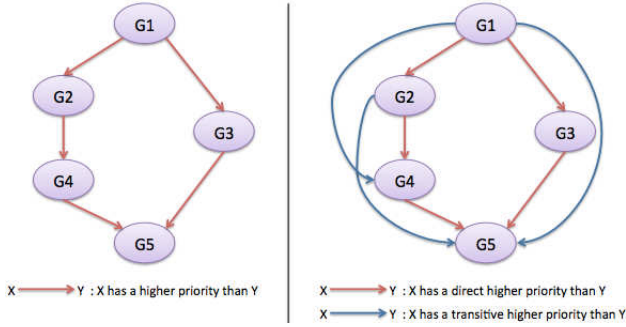 G1
G2
G3
G4
G5
X Y : X has a higher priority than Y
G1
G2
G3
G4
G5
X Y : X has a direct higher priority than Y
X Y : X has a transitive higher priority than Y